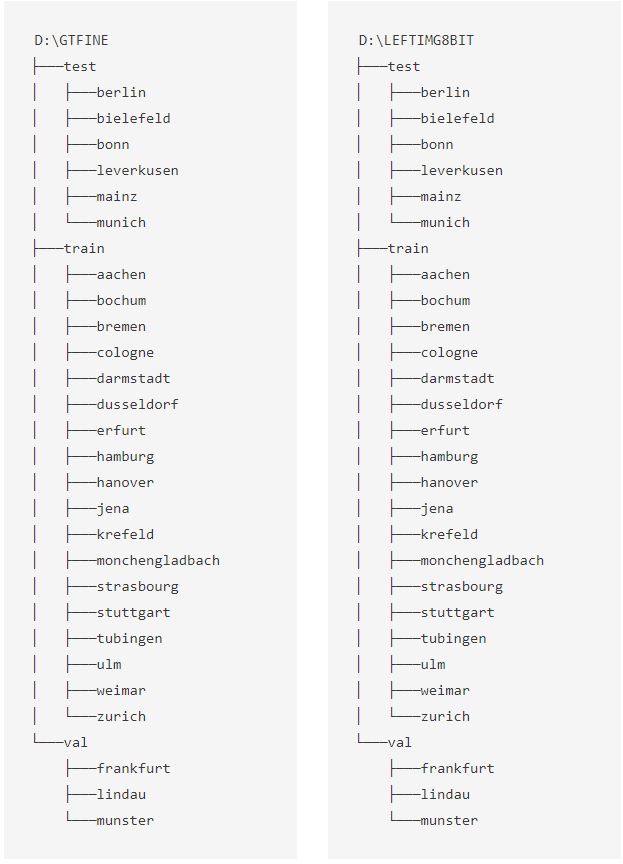 D:\GTFINE
├───test
│   ├───berlin
│   ├───bielefeld
│   ├───bonn
│   ├───leverkusen
│   ├───mainz
│   └───munich
├───train
│   ├───aachen
│   ├───bochum
│   ├───bremen
│   ├───cologne
│   ├───darmstadt
│   ├───dusseldorf
│   ├───erfurt
│   ├───hamburg
│   ├───hanover
│   ├───jena
│   ├───krefeld
│   ├───monchengladbach
│   ├───strasbourg
│   ├───stuttgart
│   ├───tubingen
│   ├───ulm
│   ├───weimar
│   └───zurich
└───val
    ├───frankfurt
    ├───lindau
    └───munster
D:\LEFTIMG8BIT
├───test
│   ├───berlin
│   ├───bielefeld
│   ├───bonn
│   ├───leverkusen
│   ├───mainz
│   └───munich
├───train
│   ├───aachen
│   ├───bochum
│   ├───bremen
│   ├───cologne
│   ├───darmstadt
│   ├───dusseldorf
│   ├───erfurt
│   ├───hamburg
│   ├───hanover
│   ├───jena
│   ├───krefeld
│   ├───monchengladbach
│   ├───strasbourg
│   ├───stuttgart
│   ├───tubingen
│   ├───ulm
│   ├───weimar
│   └───zurich
└───val
    ├───frankfurt
    ├───lindau
    └───munster